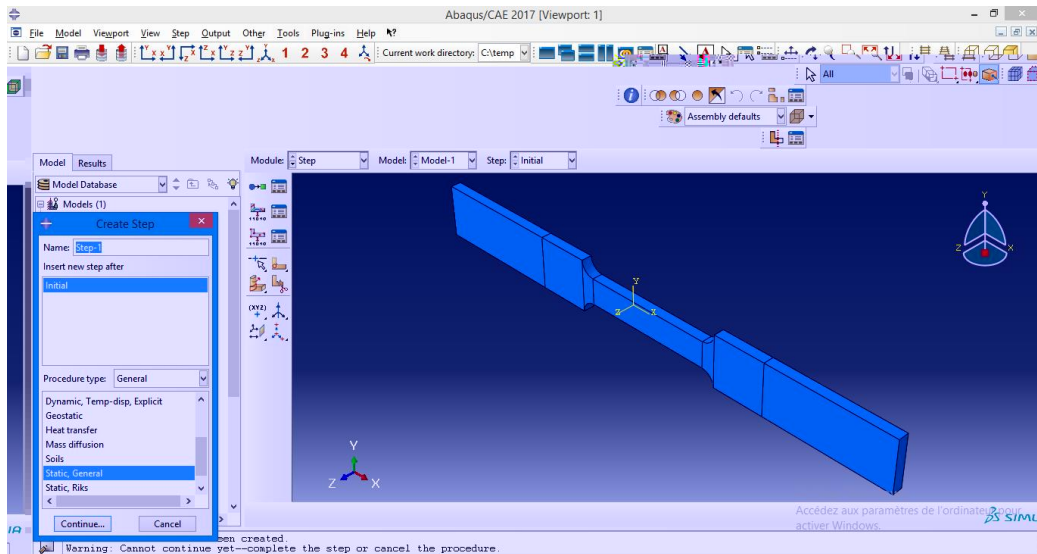 Abaqus/CAE 2017 [Viewport: 1]
File Model Viewport View Step Output Other Tools Plug-ins Help
1 2 3 4 Current work directory: C:\temp
All
Assembly defaults
Model Results
Module: Step Model: Model-1 Step: Initial
Model Database
Models (1)
Create Step
Name: Step-1
Insert new step after
Initial
Procedure type: General
Dynamic, Temp-disp, Explicit
Geostatic
Heat transfer
Mass diffusion
Soils
Static, General
Static, Riks
Continue... Cancel
(XYZ)
Y
Z X
Y
Z X
Y
Z X
Accédez aux paramètres de l'ordinateur pour
activer Windows.
SIMU
been created.
Warning: Cannot continue yet--complete the step or cancel the procedure.